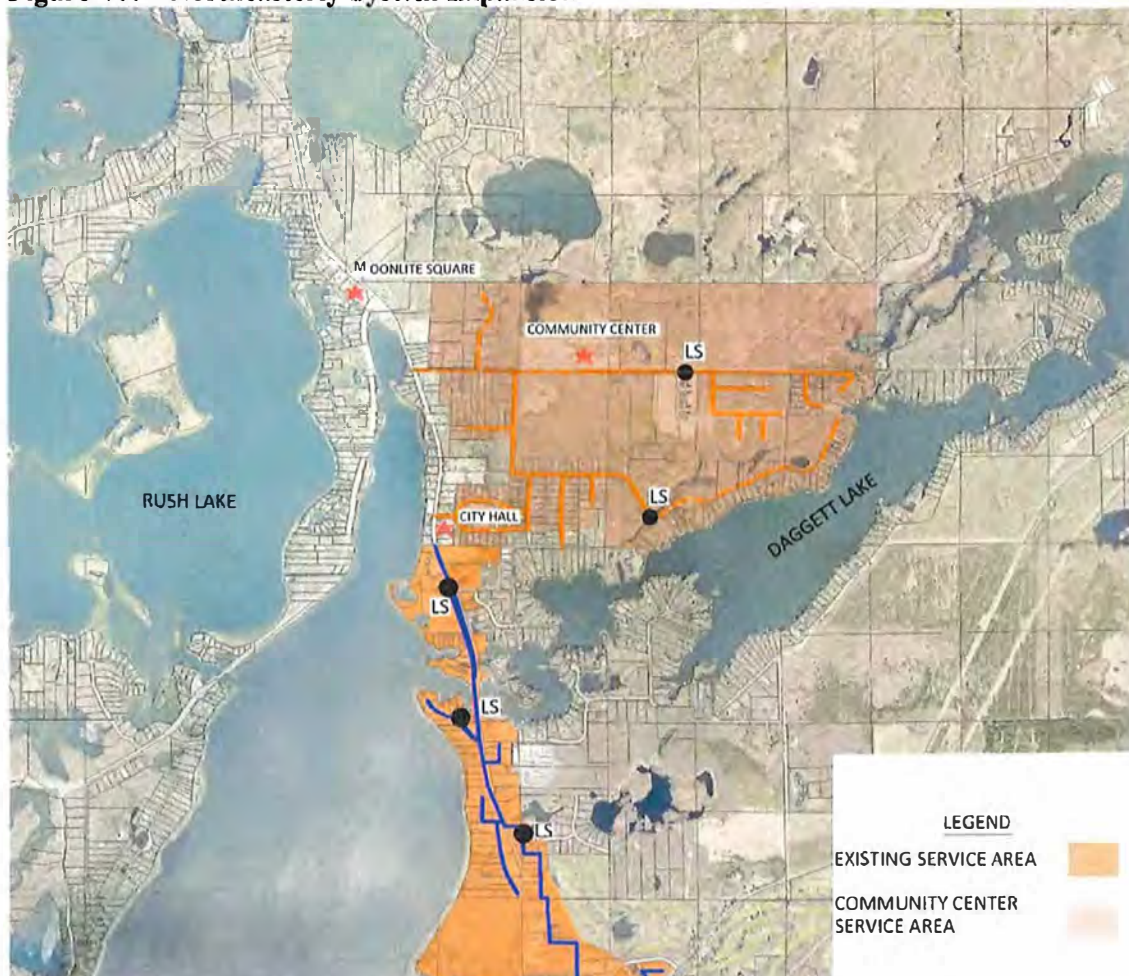 MOONLITE SQUARE
COMMUNITY CENTER
LS
RUSH LAKE
LS
CITY HALL
DAGGETT LAKE
LS
LS
LS
LEGEND
EXISTING SERVICE AREA
COMMUNITY CENTER
SERVICE AREA